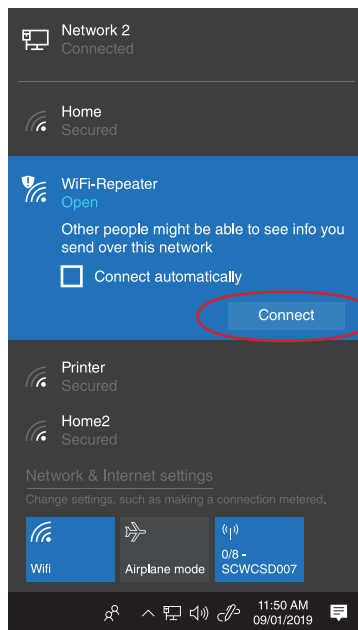 Network 2
Connected
Home
Secured
WiFi-Repeater
Open
Other people might be able to see info you
send over this network
Connect automatically
Connect
Printer
Secured
Home2
Secured
Network & Internet settings
Change settings, such as making a connection metered.
Wifi
Airplane mode
0/8 -
SCWCSD007
11:50 AM
09/01/2019